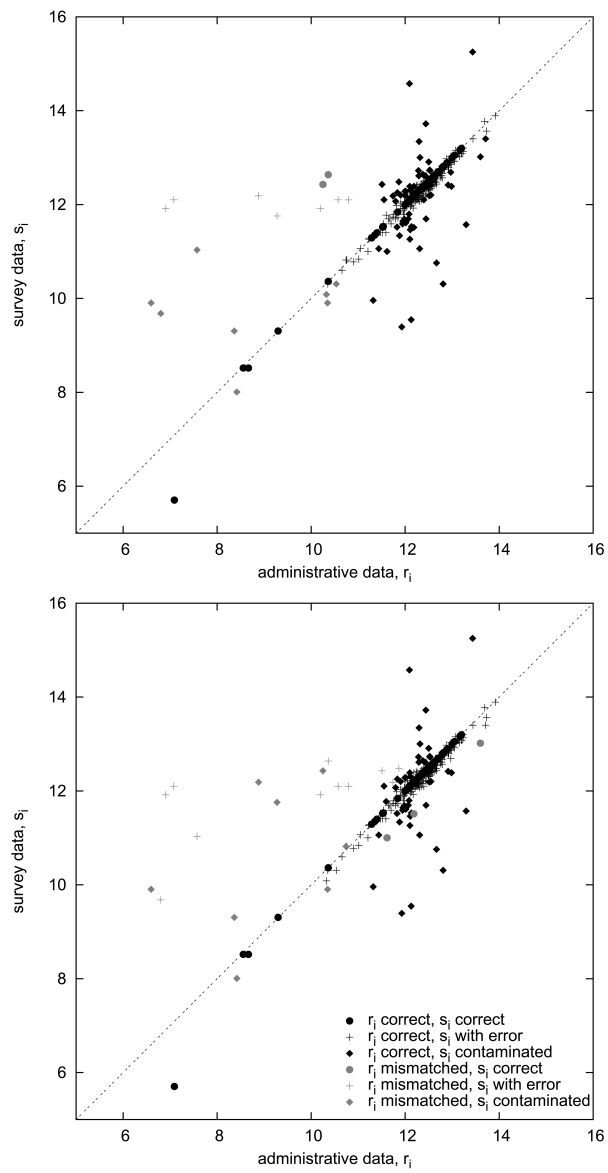 16
14
12
10
8
6
survey data, s_i
6 8 10 12 14 16
administrative data, r_i
16
14
12
10
8
6
survey data, s_i
r_i correct, s_i correct
r_i correct, s_i with error
r_i correct, s_i contaminated
r_i mismatched, s_i correct
r_i mismatched, s_i with error
r_i mismatched, s_i contaminated
6 8 10 12 14 16
administrative data, r_i